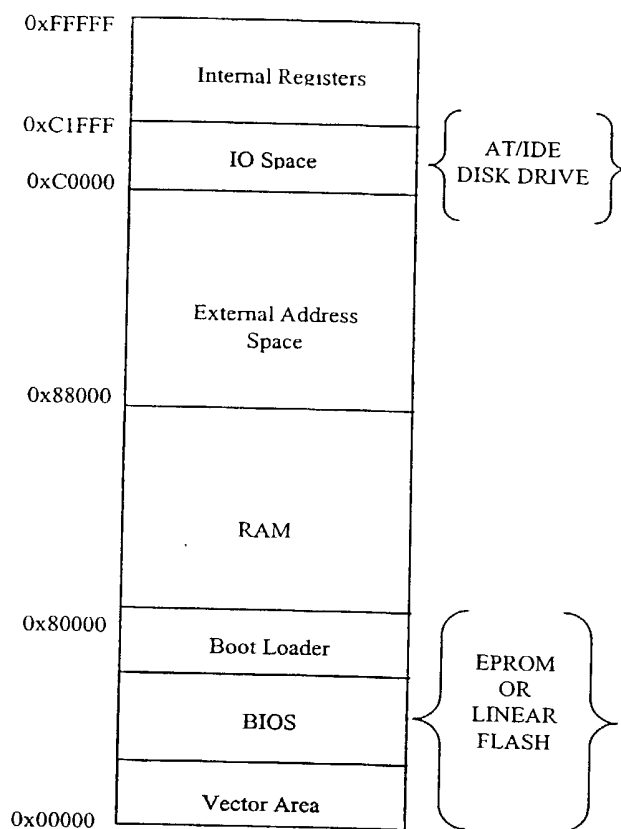 0xFFFFF
Internal Registers
0xC1FFF
IO Space
AT/IDE
DISK DRIVE
0xC0000
External Address
Space
0x88000
RAM
0x80000
Boot Loader
EPROM
OR
LINEAR
FLASH
BIOS
Vector Area
0x00000